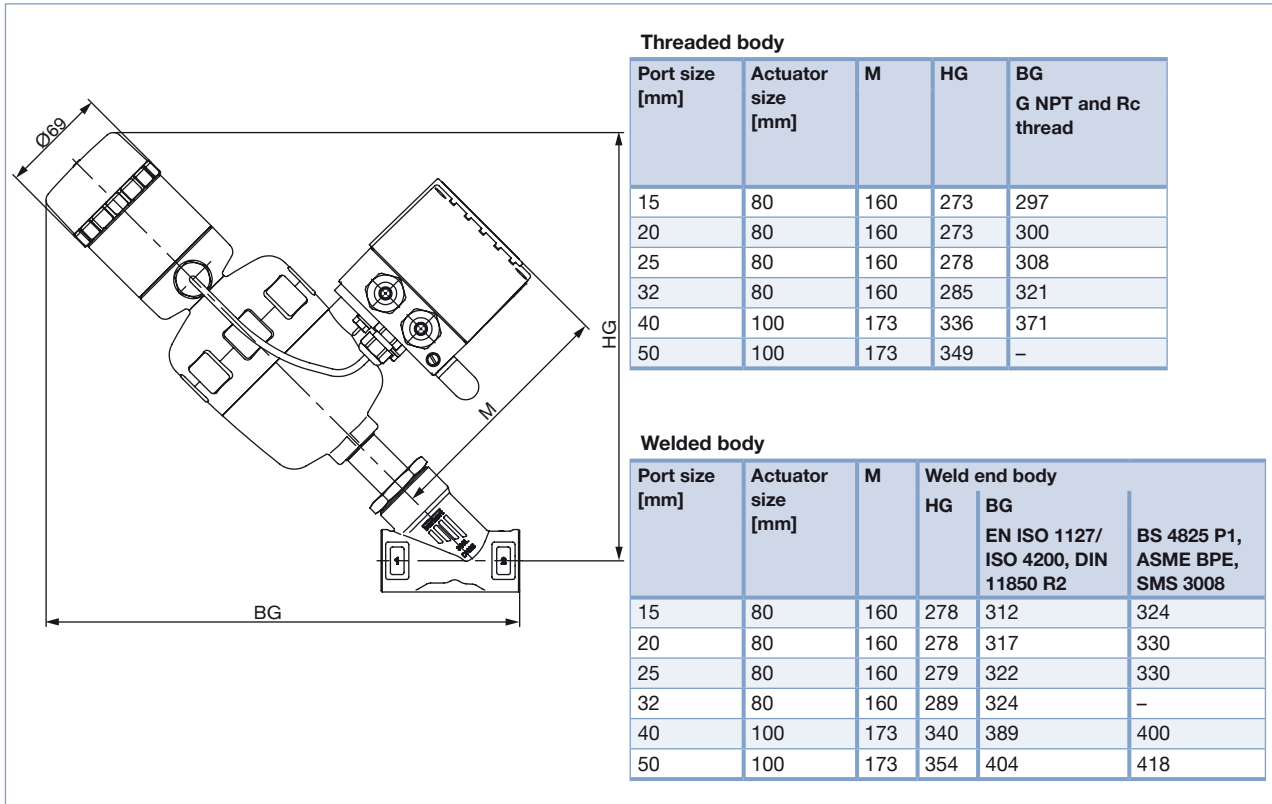 Ø69
HG
M
BG
1
2
Threaded body
Port size [mm] Actuator size [mm] M HG BG
G NPT and Rc thread
15 80 160 273 297
20 80 160 273 300
25 80 160 278 308
32 80 160 285 321
40 100 173 336 371
50 100 173 349 –
Welded body
Port size [mm] Actuator size [mm] M Weld end body
HG BG
EN ISO 1127/ ISO 4200, DIN 11850 R2 BS 4825 P1, ASME BPE, SMS 3008
15 80 160 278 312 324
20 80 160 278 317 330
25 80 160 279 322 330
32 80 160 289 324 –
40 100 173 340 389 400
50 100 173 354 404 418